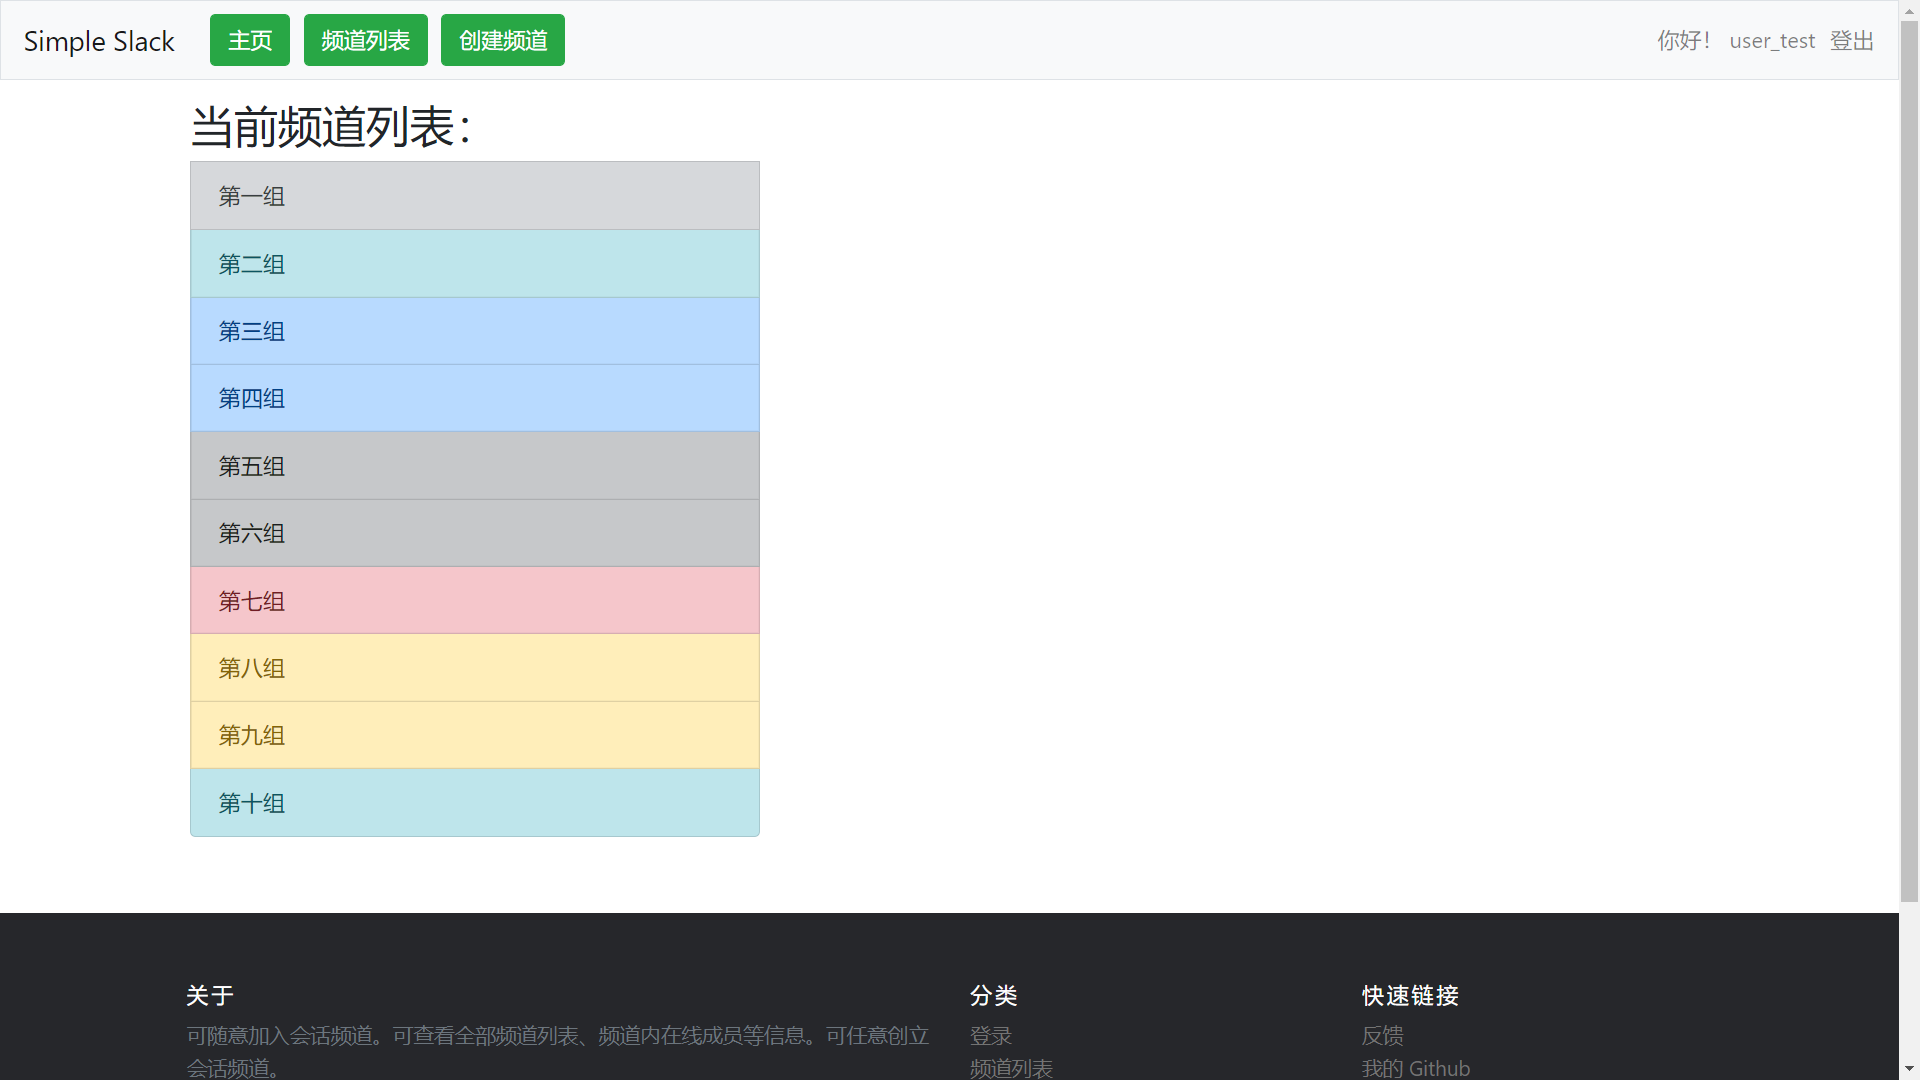 Simple Slack 主页 频道列表 创建频道 你好！ user_test 登出
当前频道列表：
第一组
第二组
第三组
第四组
第五组
第六组
第七组
第八组
第九组
第十组
关于
可随意加入会话频道。可查看全部频道列表、频道内在线成员等信息。可任意创立
会话频道。
分类
登录
频道列表
快速链接
反馈
我的 Github